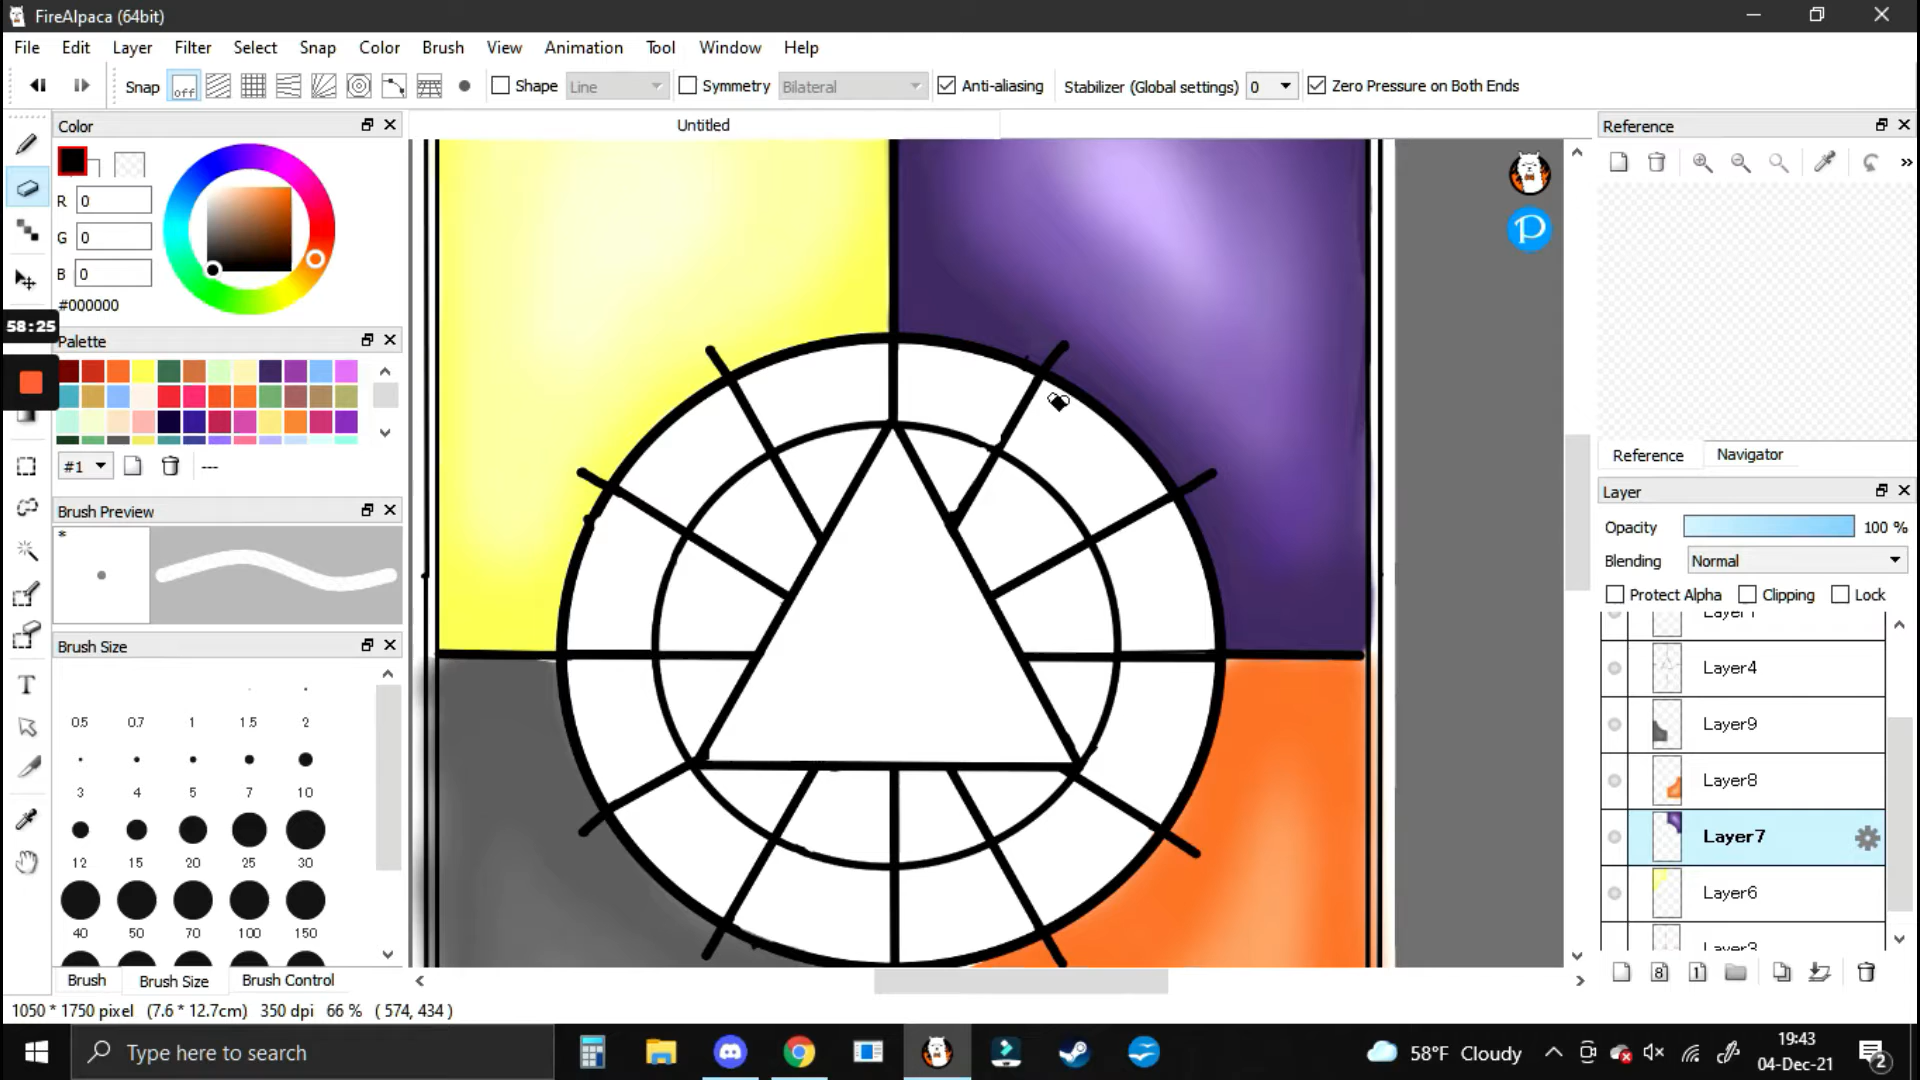 FireAlpaca (64bit)
File Edit Layer Filter Select Snap Color Brush View Animation Tool Window Help
Snap off Shape Line Symmetry Bilateral Anti-aliasing Stabilizer (Global settings) 0 Zero Pressure on Both Ends
Color
Untitled
Reference
R 0
G 0
B 0
#000000
58:25
Palette
#1 ---
Reference Navigator
Layer
Brush Preview
*
Opacity 100 %
Blending Normal
Protect Alpha Clipping Lock
Layer4
Layer9
Layer8
Layer7
Layer6
Layer3
Brush Size
0.5 0.7 1 1.5 2
3 4 5 7 10
12 15 20 25 30
40 50 70 100 150
Brush Brush Size Brush Control
1050 * 1750 pixel (7.6 * 12.7cm) 350 dpi 66 % ( 574, 434 )
Type here to search
58°F Cloudy
19:43
04-Dec-21
2